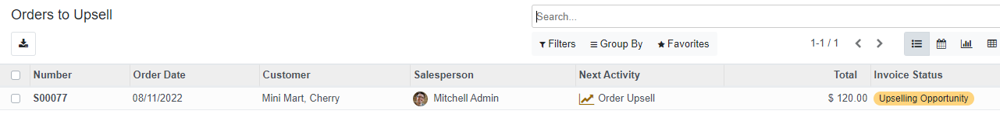 Orders to Upsell
Search...
Filters Group By Favorites 1-1 / 1
Number Order Date Customer Salesperson Next Activity Total Invoice Status
S00077 08/11/2022 Mini Mart, Cherry Mitchell Admin Order Upsell $ 120.00 Upselling Opportunity